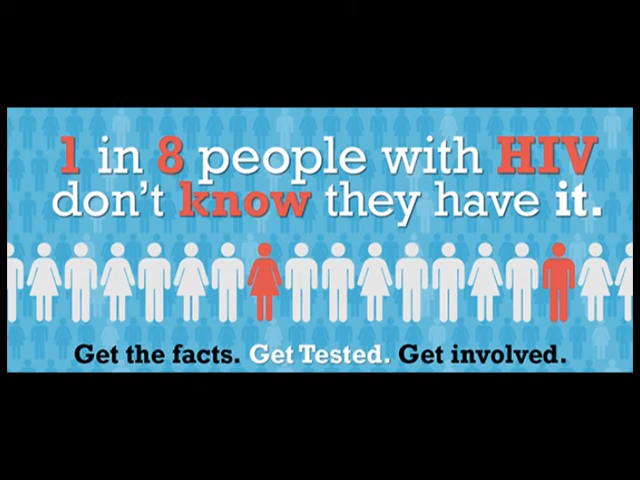 1 in 8 people with HIV
don't know they have it.
Get the facts. Get Tested. Get involved.